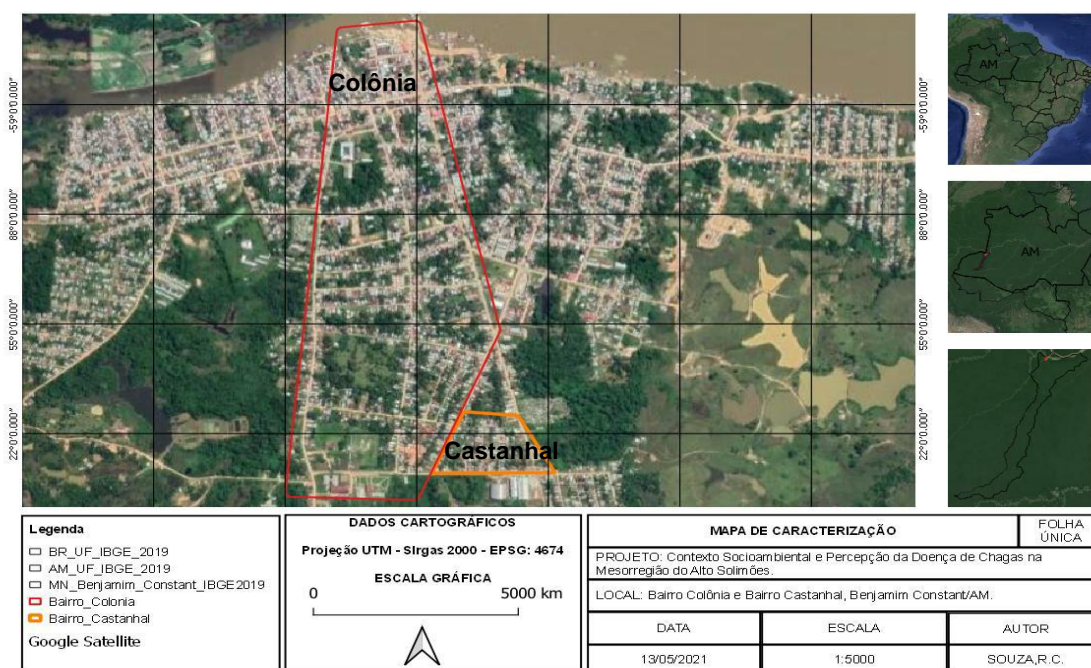 Colônia
Castanhal
-59°0'0.000"
88°0'0.000"
55°0'0.000"
22°0'0.000"
-59°0'0.000"
88°0'0.000"
55°0'0.000"
22°0'0.000"
AM
AM
Legenda
BR_UF_IBGE_2019
AM_UF_IBGE_2019
MN_Benjamim_Constant_IBGE2019
Bairro_Colonia
Bairro_Castanhal
Google Satellite
DADOS CARTOGRÁFICOS
Projeção UTM - Sirgas 2000 - EPSG: 4674
ESCALA GRÁFICA
0 5000 km
MAPA DE CARACTERIZAÇÃO
FOLHA
ÚNICA
PROJETO: Contexto Socioambiental e Percepção da Doença de Chagas na
Mesorregião do Alto Solimões.
LOCAL: Bairro Colônia e Bairro Castanhal, Benjamim Constant/AM.
DATA ESCALA AUTOR
13/05/2021 1:5000 SOUZA,R.C.